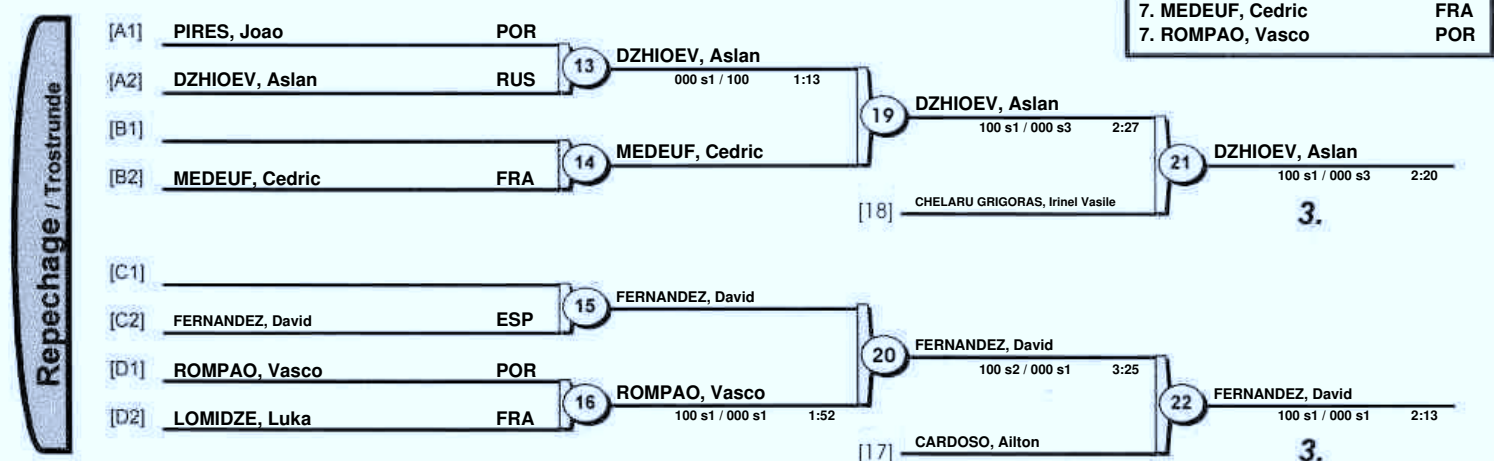 7. MEDEUF, Cedric FRA
7. ROMPAO, Vasco POR
Repechage / Trostrunde
[A1] PIRES, Joao POR
[A2] DZHIOEV, Aslan RUS
13 DZHIOEV, Aslan
000 s1 / 100 1:13
[B1]
[B2] MEDEUF, Cedric FRA
14 MEDEUF, Cedric
19 DZHIOEV, Aslan
100 s1 / 000 s3 2:27
[18] CHELARU GRIGORAS, Irinel Vasile
21 DZHIOEV, Aslan
100 s1 / 000 s3 2:20
3.
[C1]
[C2] FERNANDEZ, David ESP
15 FERNANDEZ, David
[D1] ROMPAO, Vasco POR
[D2] LOMIDZE, Luka FRA
16 ROMPAO, Vasco
100 s1 / 000 s1 1:52
20 FERNANDEZ, David
100 s2 / 000 s1 3:25
[17] CARDOSO, Ailton
22 FERNANDEZ, David
100 s1 / 000 s1 2:13
3.